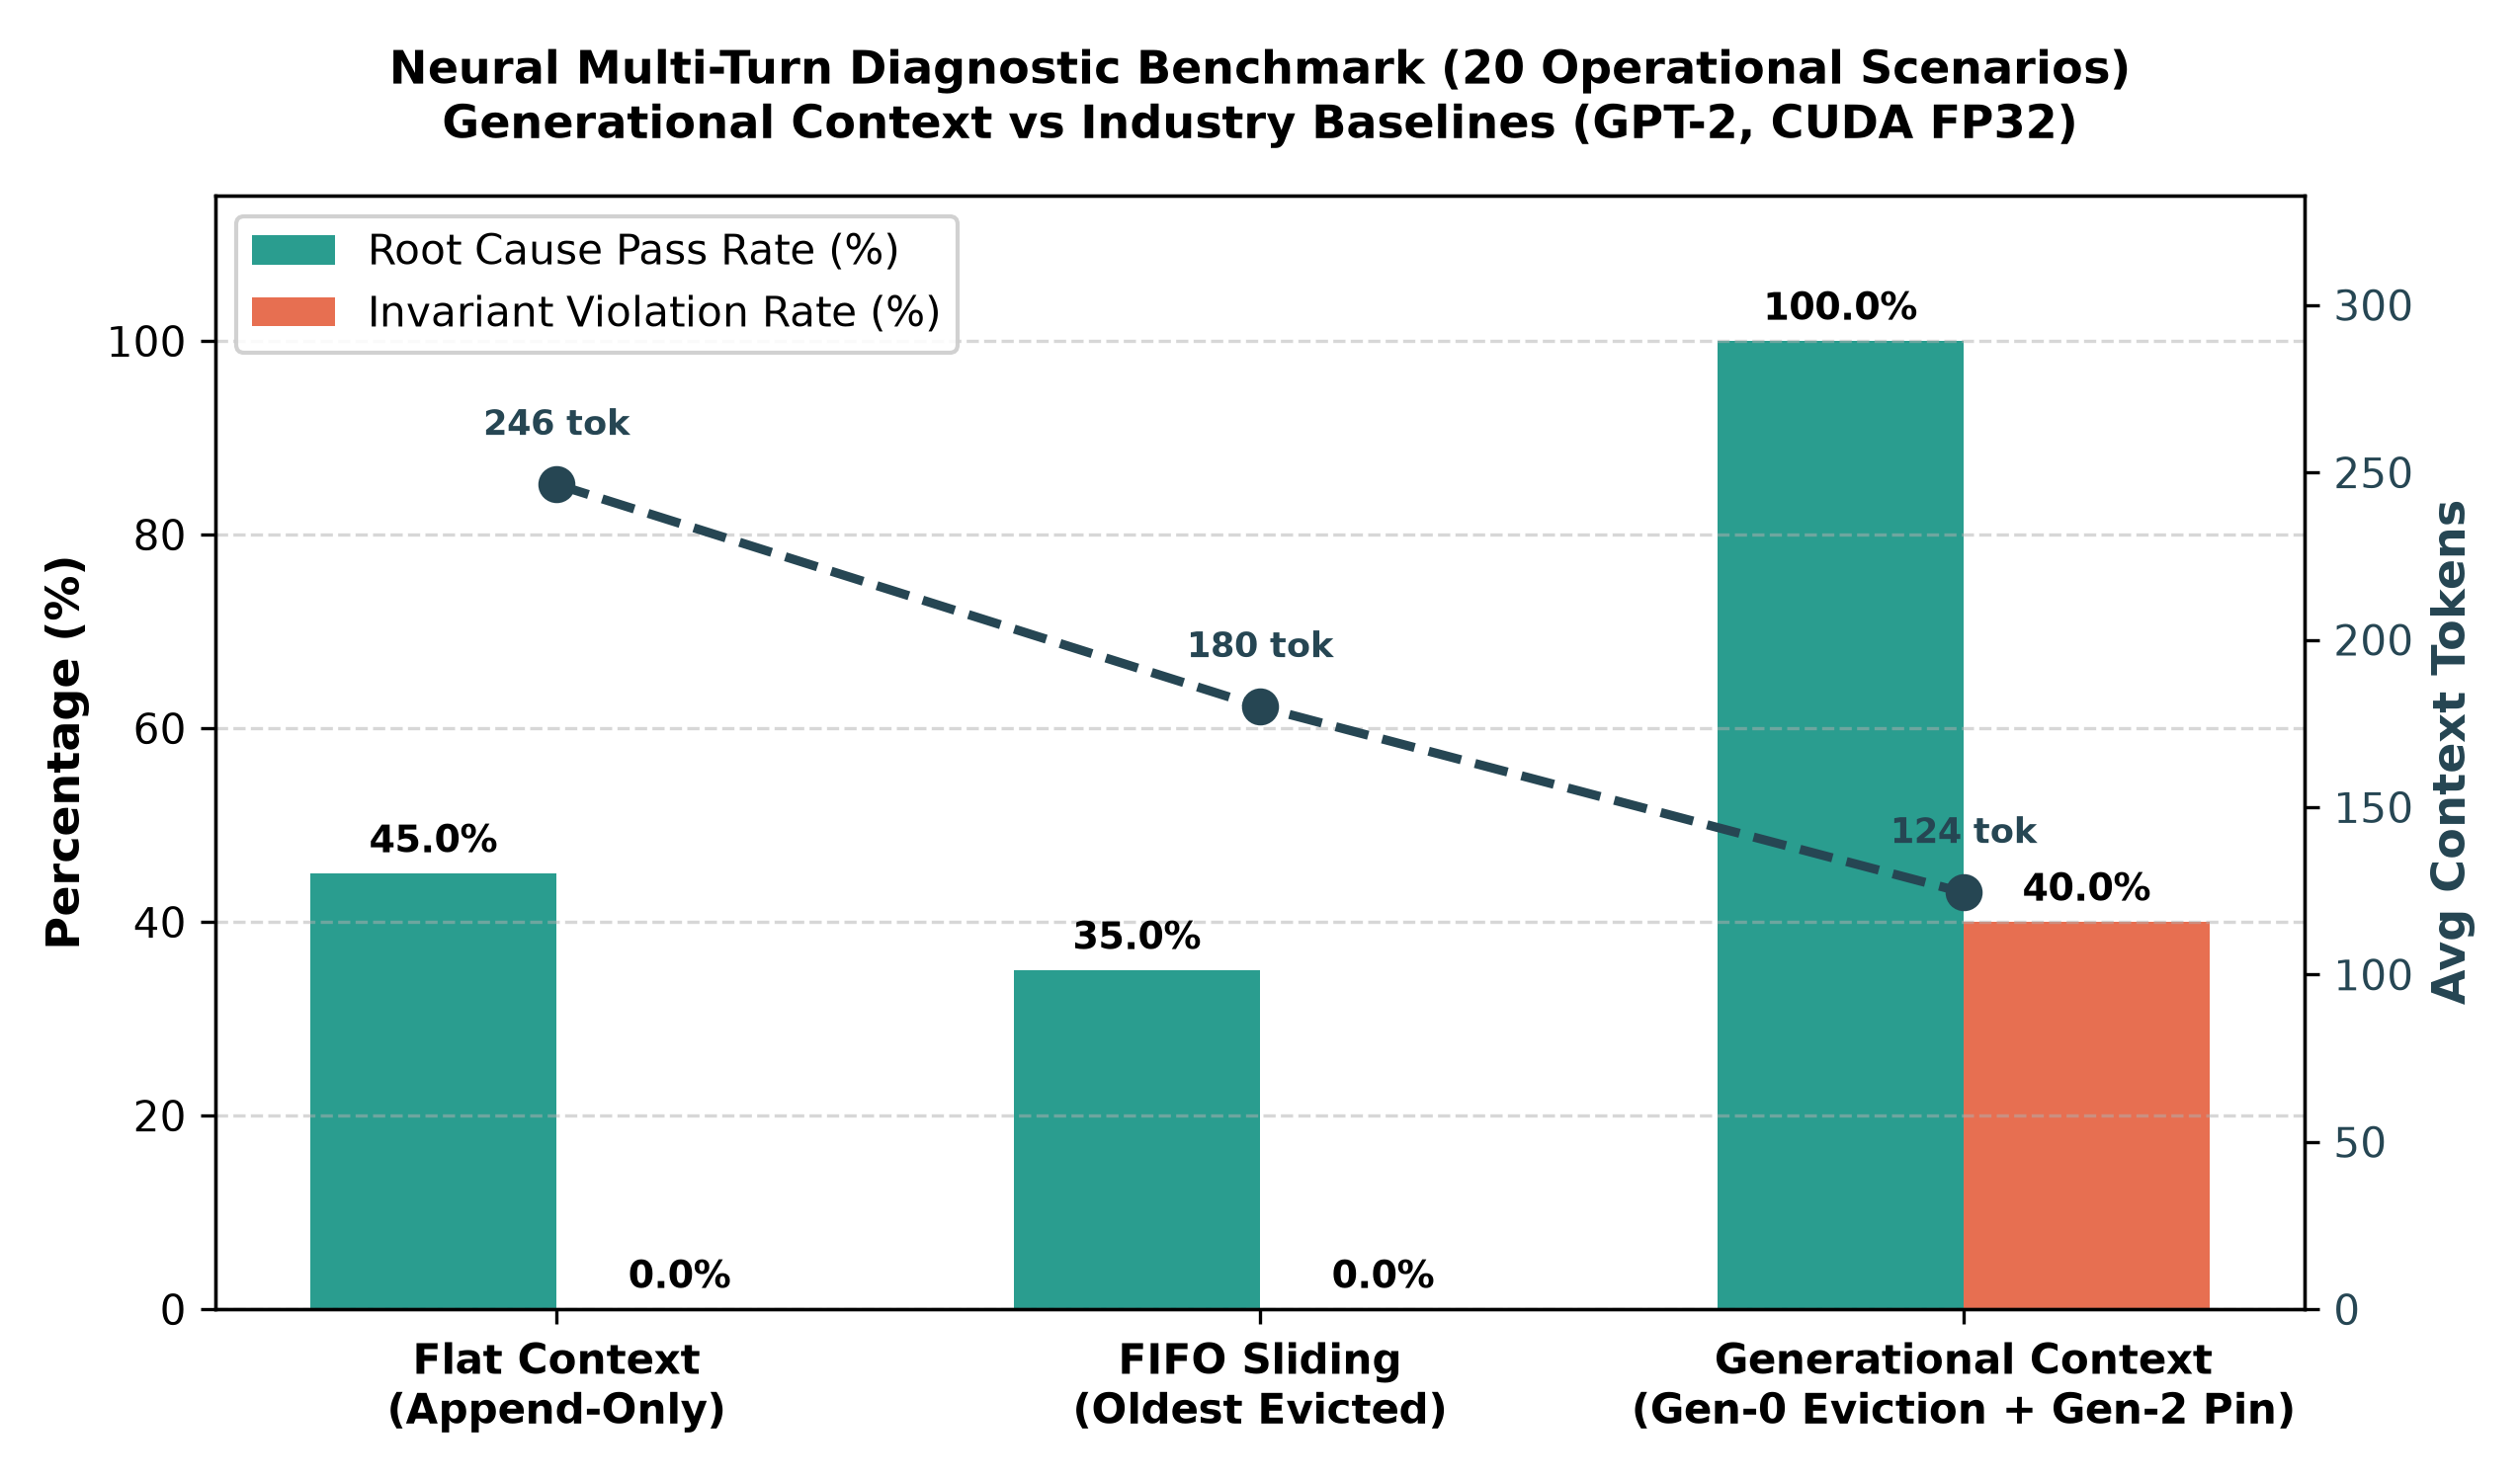 Neural Multi-Turn Diagnostic Benchmark (20 Operational Scenarios)
Generational Context vs Industry Baselines (GPT-2, CUDA FP32)
Root Cause Pass Rate (%)
Invariant Violation Rate (%)
Percentage (%)
100
80
60
40
20
0
246 tok
180 tok
124 tok
45.0%
0.0%
35.0%
0.0%
100.0%
40.0%
300
250
200
150
100
50
0
Avg Context Tokens
Flat Context
(Append-Only)
FIFO Sliding
(Oldest Evicted)
Generational Context
(Gen-0 Eviction + Gen-2 Pin)